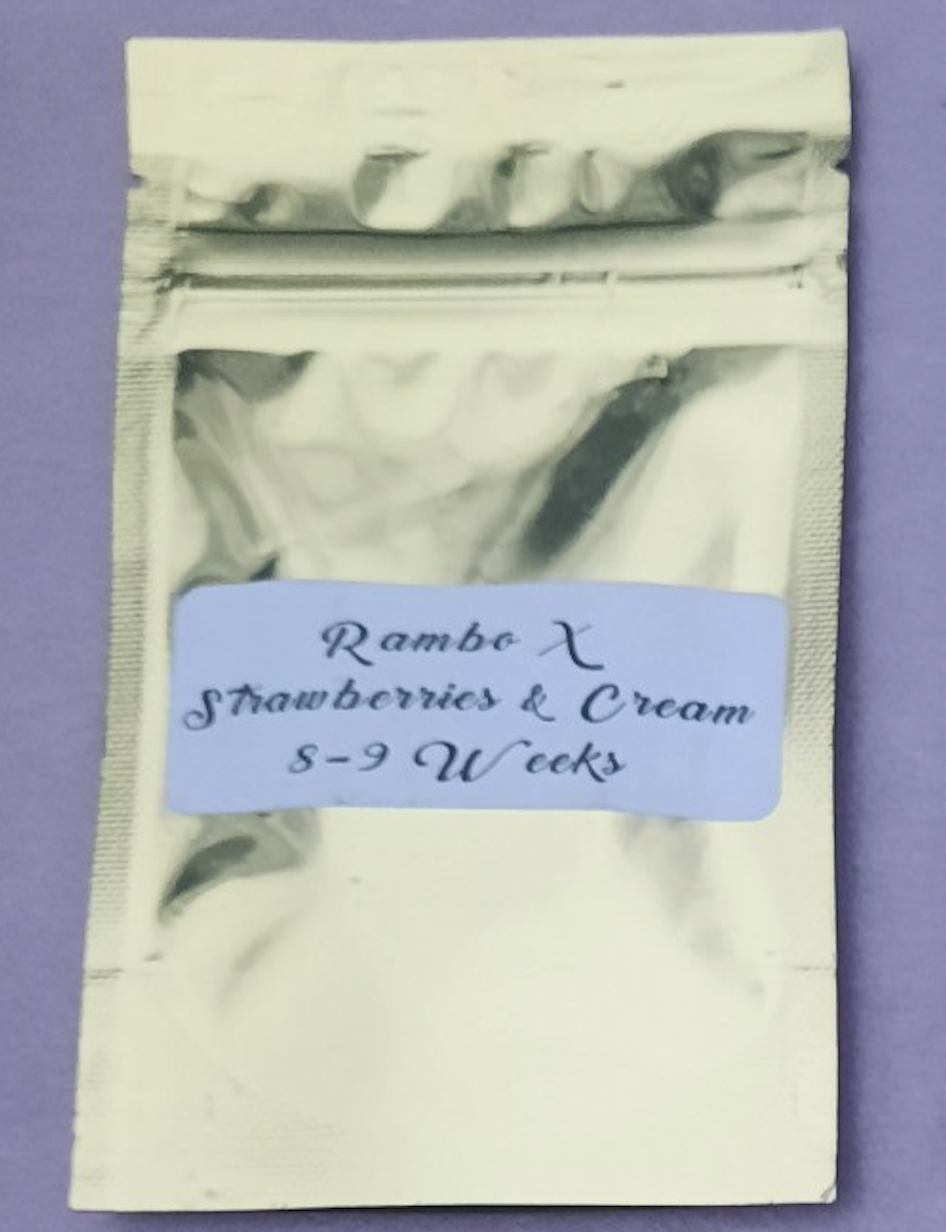 Rambo X
Strawberries & Cream
8-9 Weeks